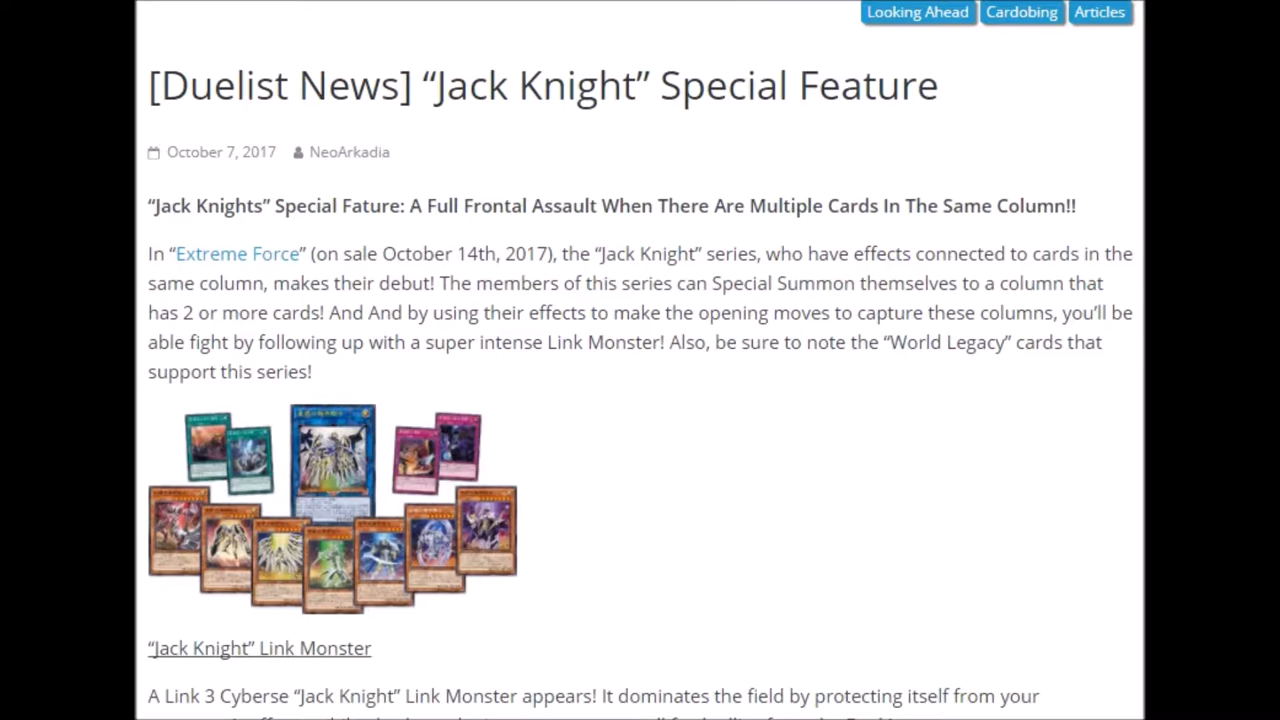 Looking Ahead Cardobing Articles
[Duelist News] “Jack Knight” Special Feature
October 7, 2017 NeoArkadia
“Jack Knights” Special Fature: A Full Frontal Assault When There Are Multiple Cards In The Same Column!!
In “Extreme Force” (on sale October 14th, 2017), the “Jack Knight” series, who have effects connected to cards in the
same column, makes their debut! The members of this series can Special Summon themselves to a column that
has 2 or more cards! And And by using their effects to make the opening moves to capture these columns, you’ll be
able fight by following up with a super intense Link Monster! Also, be sure to note the “World Legacy” cards that
support this series!
“Jack Knight” Link Monster
A Link 3 Cyberse “Jack Knight” Link Monster appears! It dominates the field by protecting itself from your